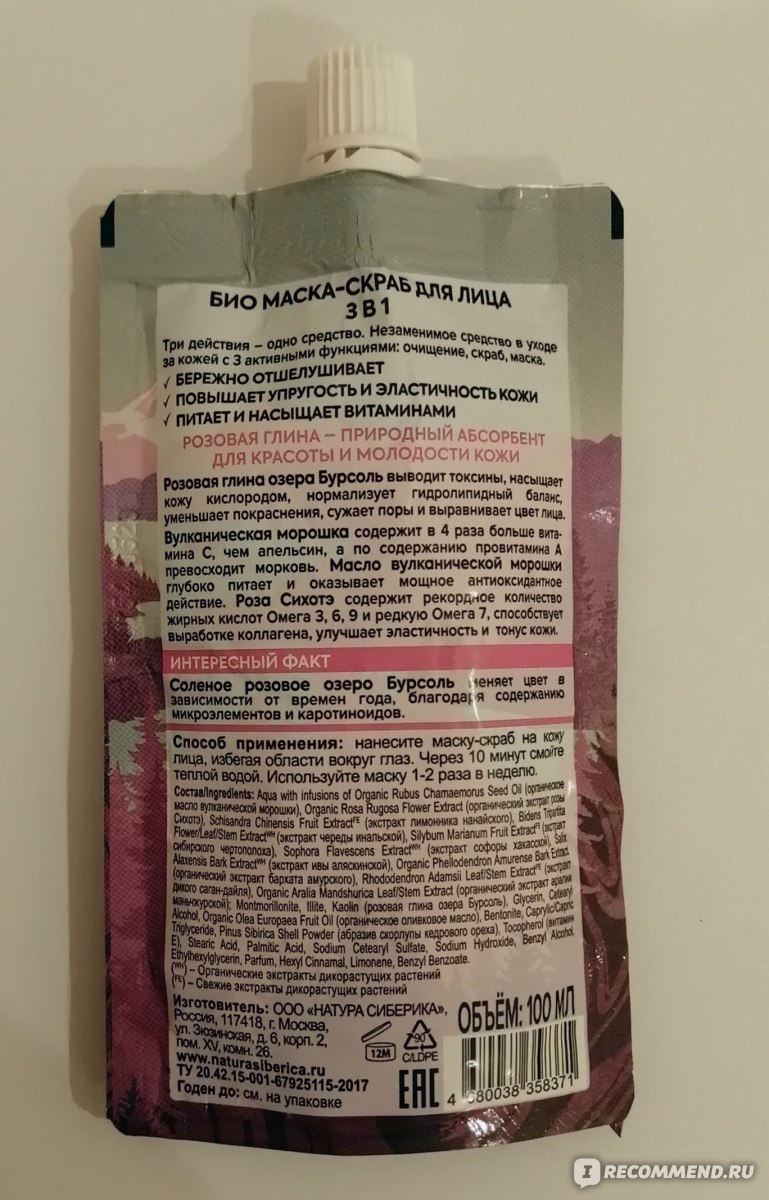 БИО МАСКА-СКРАБ ДЛЯ ЛИЦА
3 В 1
Три действия – одно средство. Незаменимое средство в уходе
за кожей с 3 активными функциями: очищение, скраб, маска.
✓ БЕРЕЖНО ОТШЕЛУШИВАЕТ
✓ ПОВЫШАЕТ УПРУГОСТЬ И ЭЛАСТИЧНОСТЬ КОЖИ
✓ ПИТАЕТ И НАСЫЩАЕТ ВИТАМИНАМИ
РОЗОВАЯ ГЛИНА – ПРИРОДНЫЙ АБСОРБЕНТ
ДЛЯ КРАСОТЫ И МОЛОДОСТИ КОЖИ
Розовая глина озера Бурсоль выводит токсины, насыщает
кожу кислородом, нормализует гидролипидный баланс,
уменьшает покраснения, сужает поры и выравнивает цвет лица.
Вулканическая морошка содержит в 4 раза больше вита-
мина С, чем апельсин, а по содержанию провитамина А
превосходит морковь. Масло вулканической морошки
глубоко питает и оказывает мощное антиоксидантное
действие. Роза Сихотэ содержит рекордное количество
жирных кислот Омега 3, 6, 9 и редкую Омега 7, способствует
выработке коллагена, улучшает эластичность и тонус кожи.
ИНТЕРЕСНЫЙ ФАКТ
Соленое розовое озеро Бурсоль меняет цвет в
зависимости от времен года, благодаря содержанию
микроэлементов и каротиноидов.
Способ применения: нанесите маску-скраб на кожу
лица, избегая области вокруг глаз. Через 10 минут смойте
теплой водой. Используйте маску 1-2 раза в неделю.
Состав/Ingredients: Aqua with infusions of Organic Rubus Chamaemorus Seed Oil (органическое
масло вулканической морошки), Organic Rosa Rugosa Flower Extract (органический экстракт розы
Сихотэ), Schisandra Chinensis Fruit Extract(FE) (экстракт лимонника нанайского), Bidens Tripartita
Flower/Leaf/Stem Extract(WH) (экстракт череды инальской), Silybum Marianum Fruit Extract(FE) (экстракт
сибирского чертополоха), Sophora Flavescens Extract(WH) (экстракт софоры хакасской), Salix
Alaxensis Bark Extract(WH) (экстракт ивы аляскинской), Organic Phellodendron Amurense Bark Extract
(органический экстракт бархата амурского), Rhododendron Adamsii Leaf/Stem Extract(FE) (экстракт
дикого саган-дайля), Organic Aralia Mandshurica Leaf/Stem Extract (органический экстракт аралии
маньчжурской); Montmorillonite, Illite, Kaolin (розовая глина озера Бурсоль), Glycerin, Cetearyl
Alcohol, Organic Olea Europaea Fruit Oil (органическое оливковое масло), Bentonite, Caprylic/Capric
Triglyceride, Pinus Sibirica Shell Powder (абразив скорлупы кедрового ореха), Tocopherol (витамин
Е), Stearic Acid, Palmitic Acid, Sodium Cetearyl Sulfate, Sodium Hydroxide, Benzyl Alcohol,
Ethylhexylglycerin, Parfum, Hexyl Cinnamal, Limonene, Benzyl Benzoate.
(WH) – Органические экстракты дикорастущих растений
(FE) – Свежие экстракты дикорастущих растений
Изготовитель: ООО «НАТУРА СИБЕРИКА»,
Россия, 117418, г. Москва,
ул. Зюзинская, д. 6, корп. 2,
пом. XV, комн. 26.
www.naturasiberica.ru
ТУ 20.42.15-001-67925115-2017
Годен до: см. на упаковке
12M
90
C/LDPE
EAC
ОБЪЁМ: 100 МЛ
4 680038 358371
I RECOMMEND.RU